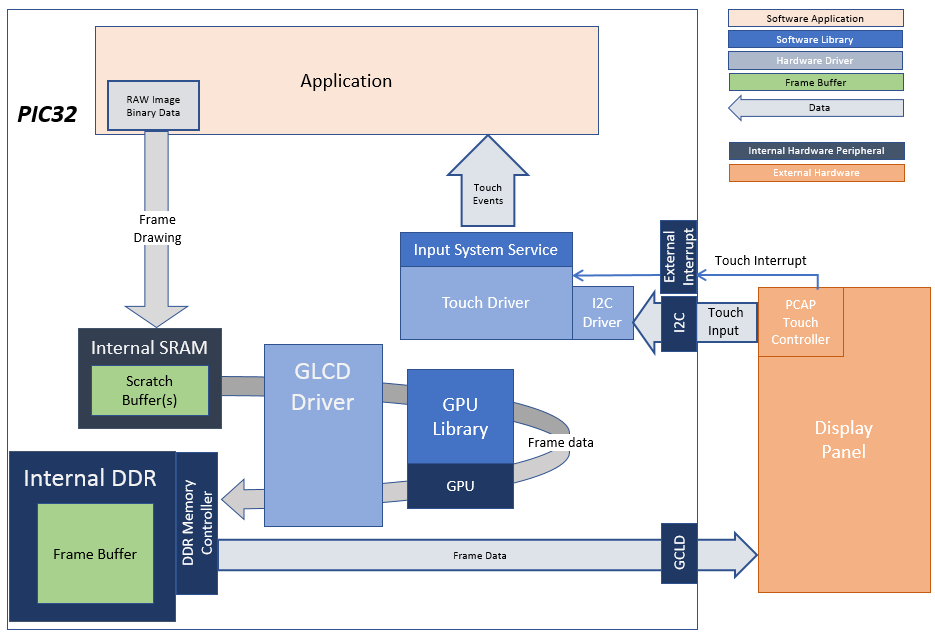 PIC32
Application
RAW Image
Binary Data
Software Application
Software Library
Hardware Driver
Frame Buffer
Data
Internal Hardware Peripheral
External Hardware
Frame
Drawing
Touch
Events
Input System Service
Touch Driver
I2C
Driver
External
Interrupt
Touch Interrupt
I2C
Touch
Input
PCAP
Touch
Controller
Display
Panel
Internal SRAM
Scratch
Buffer(s)
GLCD
Driver
GPU
Library
GPU
Frame data
Internal DDR
Frame Buffer
DDR Memory
Controller
Frame Data
GCLD